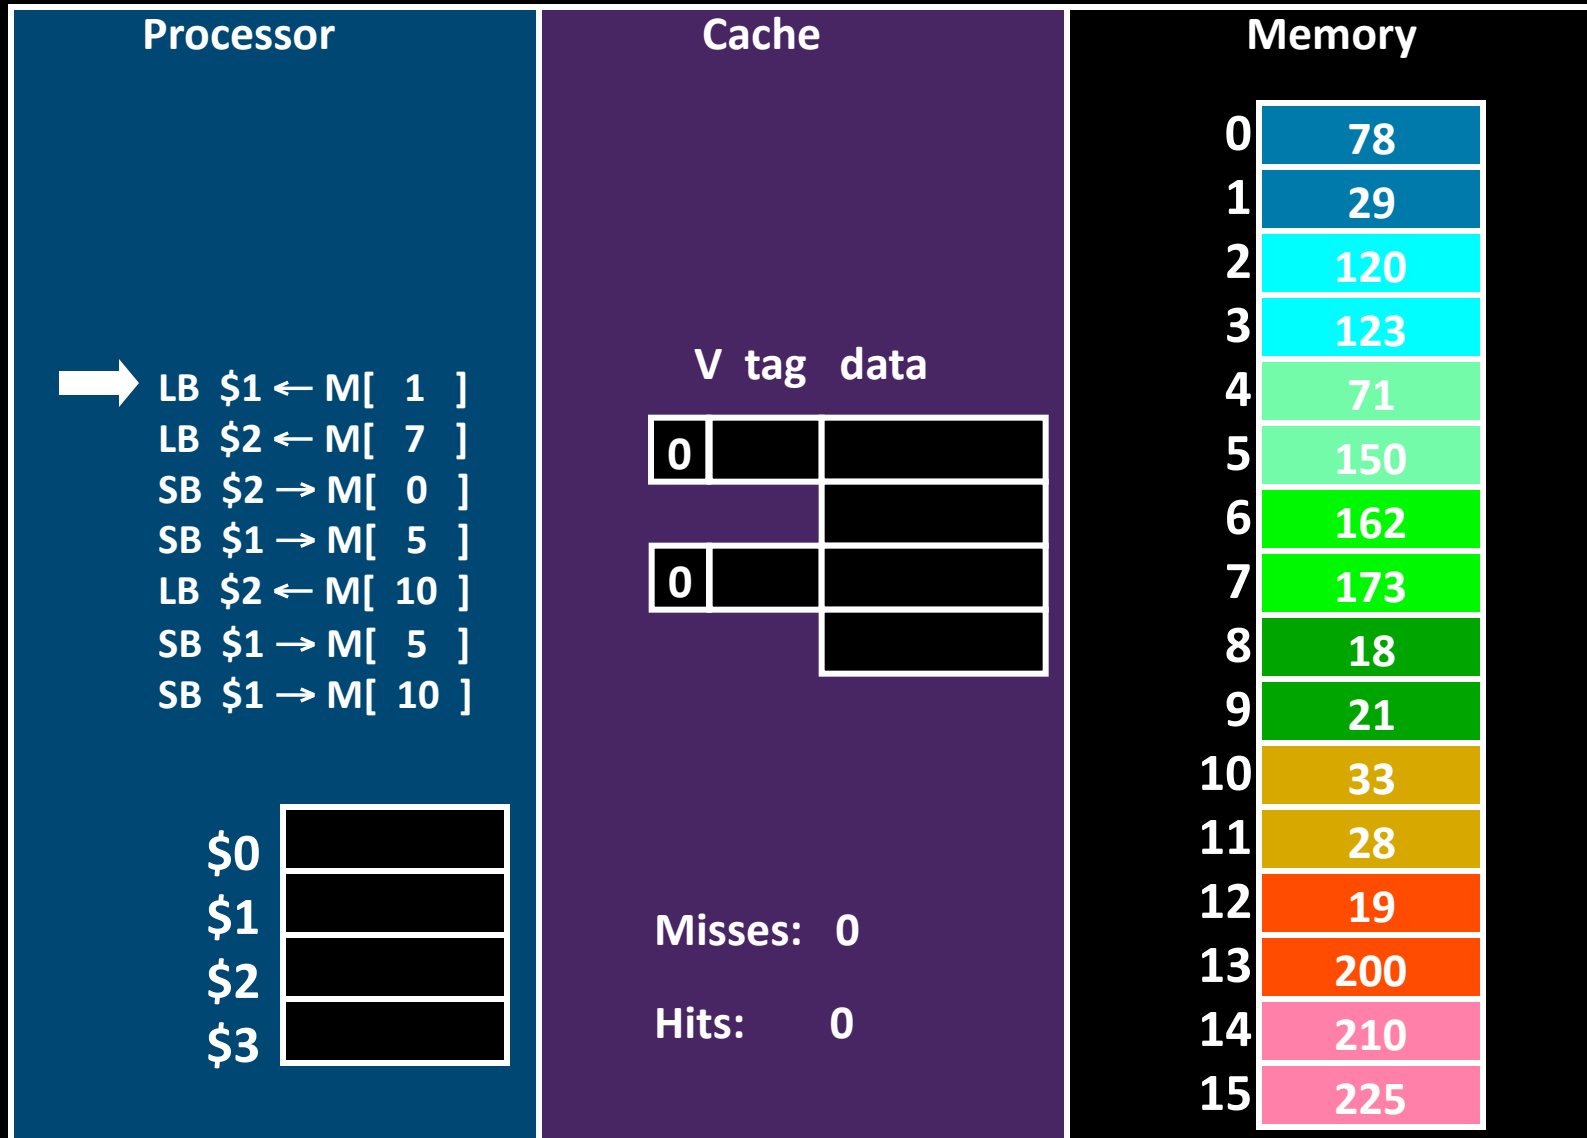 Processor
LB $1 ← M[ 1 ]
LB $2 ← M[ 7 ]
SB $2 → M[ 0 ]
SB $1 → M[ 5 ]
LB $2 ← M[ 10 ]
SB $1 → M[ 5 ]
SB $1 → M[ 10 ]
$0
$1
$2
$3
Cache
V tag data
0
0
Misses: 0
Hits: 0
Memory
0 78
1 29
2 120
3 123
4 71
5 150
6 162
7 173
8 18
9 21
10 33
11 28
12 19
13 200
14 210
15 225